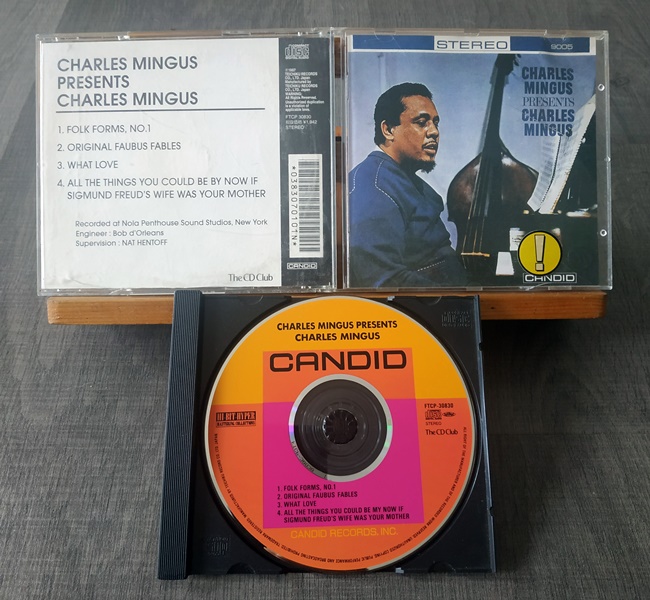 CHARLES MINGUS
PRESENTS
CHARLES MINGUS
1. FOLK FORMS, NO.1
2. ORIGINAL FAUBUS FABLES
3. WHAT LOVE
4. ALL THE THINGS YOU COULD BE BY NOW IF
SIGMUND FREUD'S WIFE WAS YOUR MOTHER
Recorded at Nola Penthouse Sound Studios, New York
Engineer : Bob d'Orleans
Supervision : NAT HENTOFF
The CD Club
FTCP-30830
STEREO
CANDID
STEREO
9005
CHARLES
MINGUS
PRESENTS
CHARLES
MINGUS
!
CANDID
CHARLES MINGUS PRESENTS
CHARLES MINGUS
CANDID
FTCP-30830
STEREO
The CD Club
1. FOLK FORMS, NO.1
2. ORIGINAL FAUBUS FABLES
3. WHAT LOVE
4. ALL THE THINGS YOU COULD BE MY NOW IF
SIGMUND FREUD'S WIFE WAS YOUR MOTHER
CANDID RECORDS, INC.